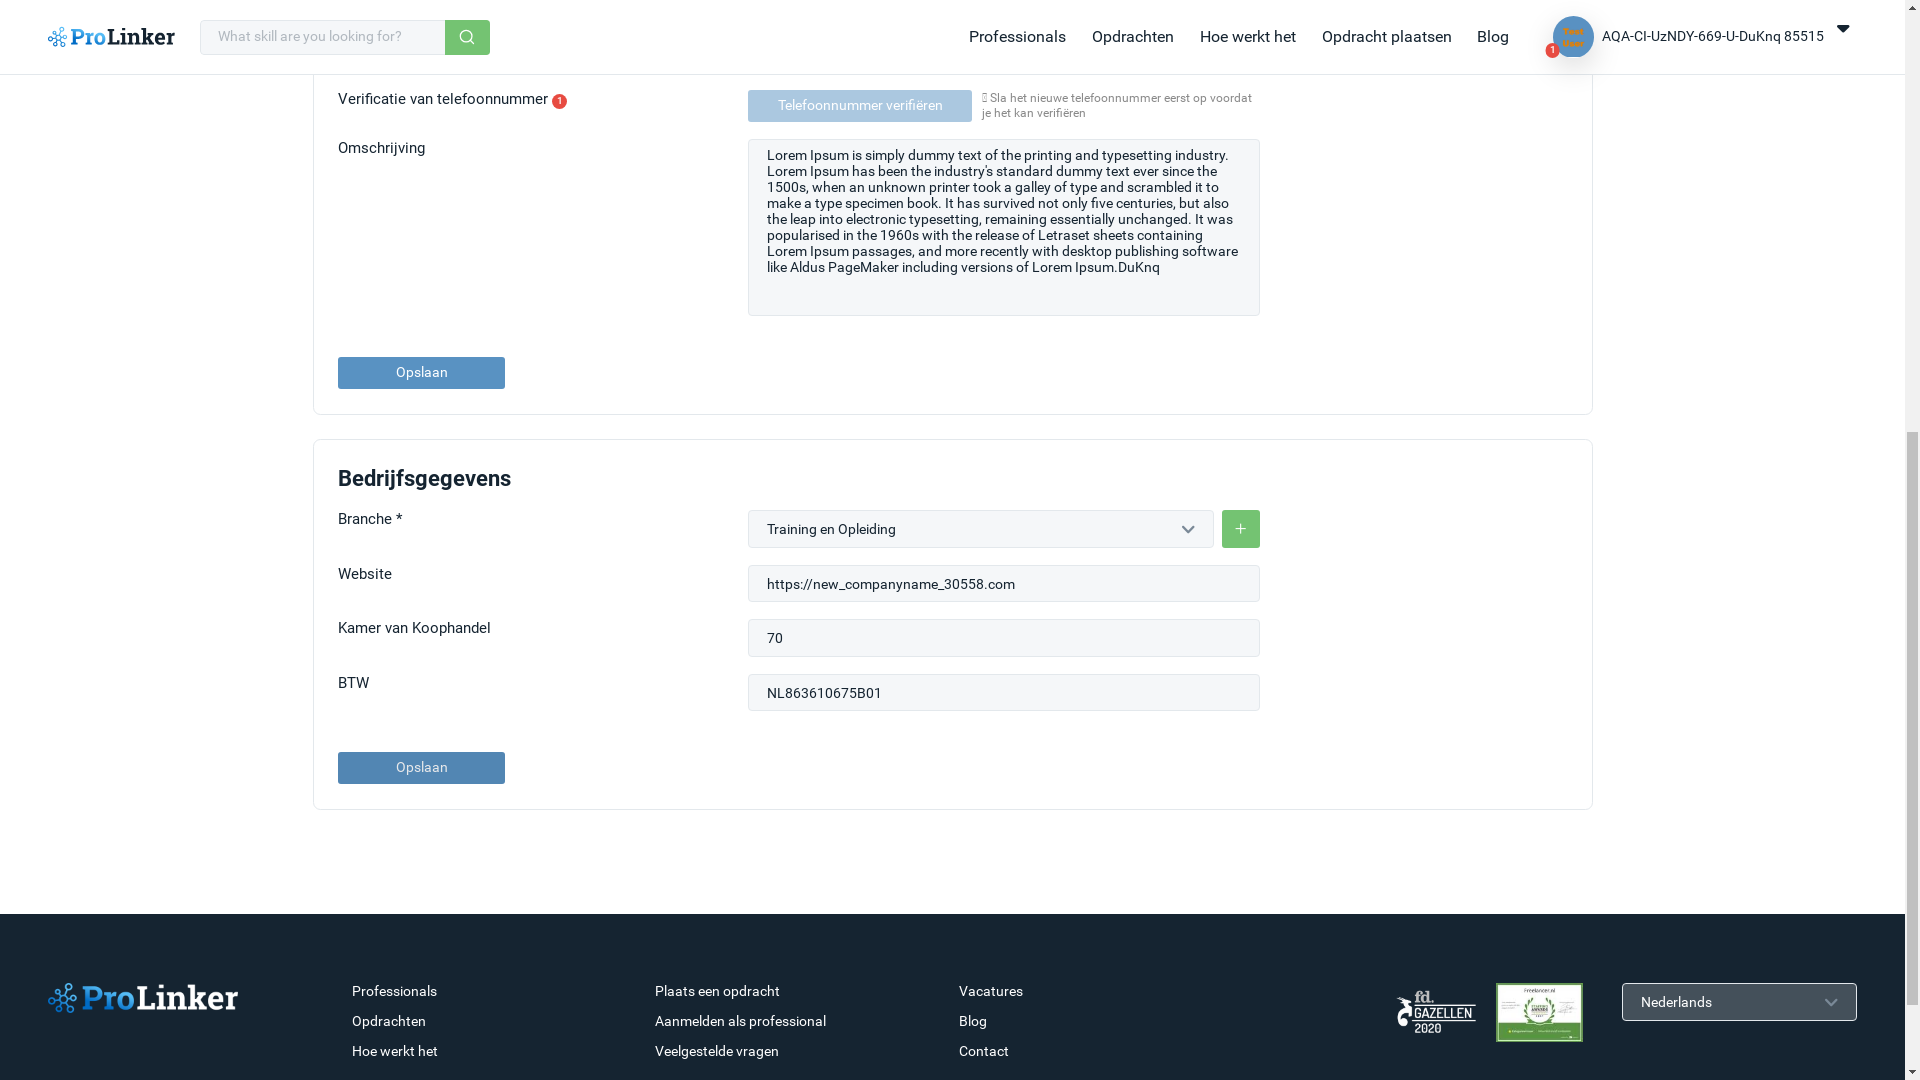 ProLinker
What skill are you looking for?
Professionals
Opdrachten
Hoe werkt het
Opdracht plaatsen
Blog
Test User
1
AQA-CI-UzNDY-669-U-DuKnq 85515
Verificatie van telefoonnummer 1
Telefoonnummer verifiëren
Sla het nieuwe telefoonnummer eerst op voordat
je het kan verifiëren
Omschrijving
Lorem Ipsum is simply dummy text of the printing and typesetting industry.
Lorem Ipsum has been the industry's standard dummy text ever since the
1500s, when an unknown printer took a galley of type and scrambled it to
make a type specimen book. It has survived not only five centuries, but also
the leap into electronic typesetting, remaining essentially unchanged. It was
popularised in the 1960s with the release of Letraset sheets containing
Lorem Ipsum passages, and more recently with desktop publishing software
like Aldus PageMaker including versions of Lorem Ipsum.DuKnq
Opslaan
Bedrijfsgegevens
Branche *
Training en Opleiding
+
Website
https://new_companyname_30558.com
Kamer van Koophandel
70
BTW
NL863610675B01
Opslaan
ProLinker
Professionals
Opdrachten
Hoe werkt het
Plaats een opdracht
Aanmelden als professional
Veelgestelde vragen
Vacatures
Blog
Contact
fd.
GAZELLEN
2020
Freelancer.nl
Nederlands